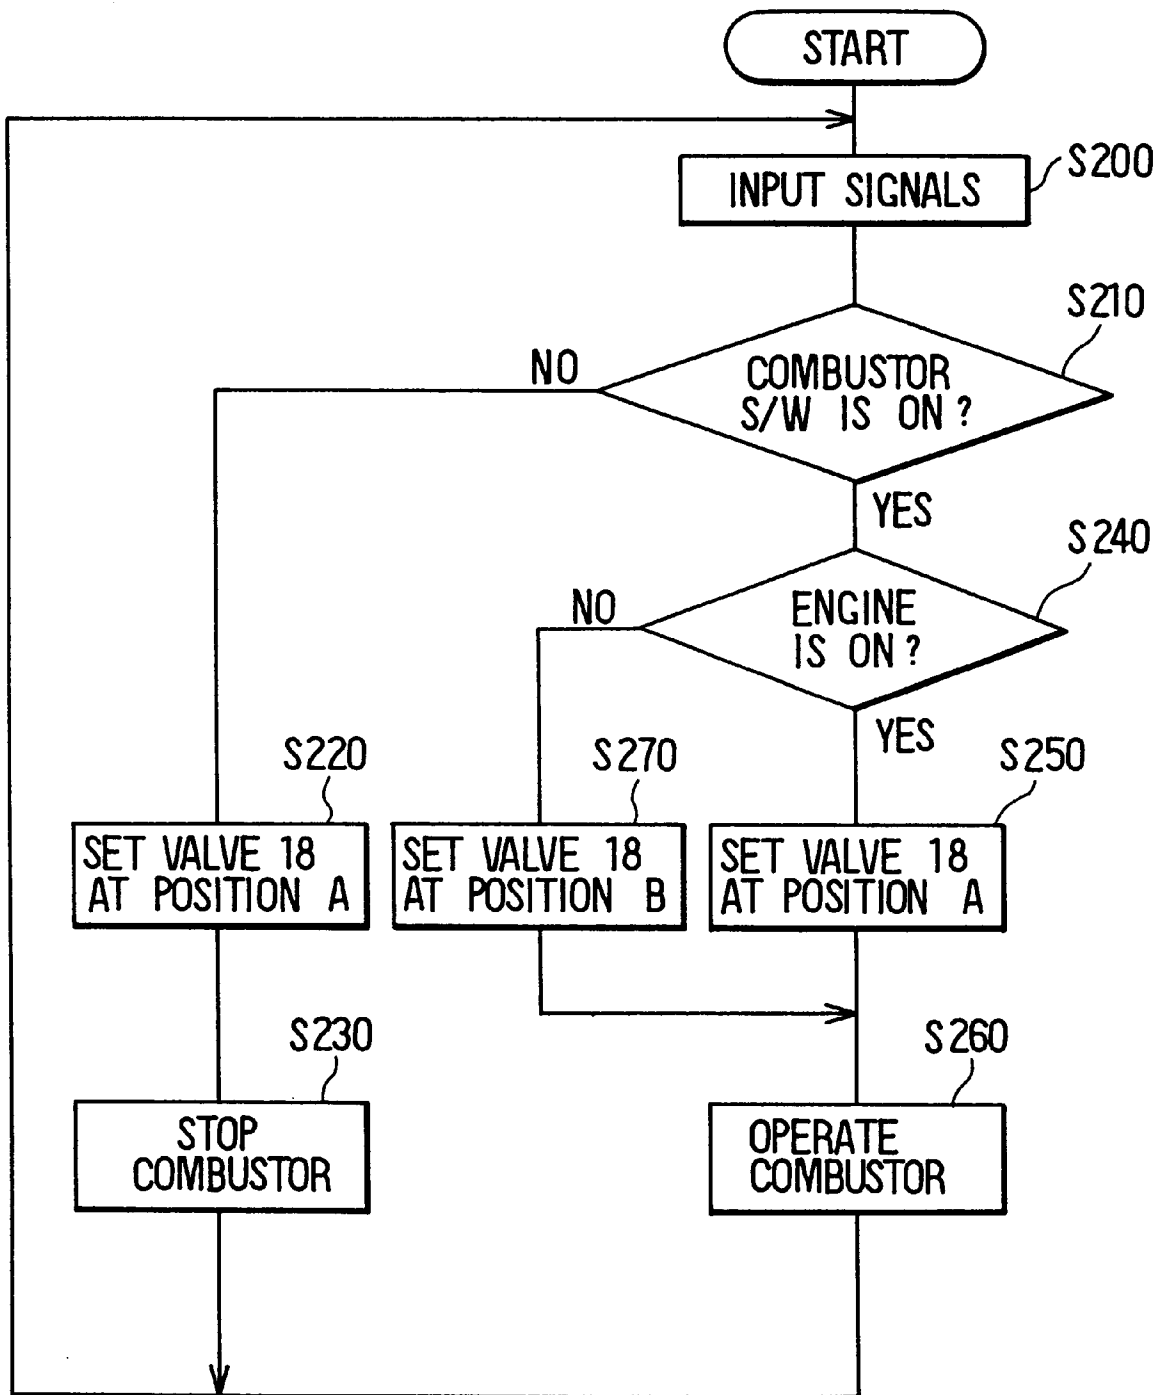 START
INPUT SIGNALS
S200
S210
NO
COMBUSTOR
S/W IS ON?
YES
S240
NO
ENGINE
IS ON?
YES
S220
S270
S250
SET VALVE 18
AT POSITION A
SET VALVE 18
AT POSITION B
SET VALVE 18
AT POSITION A
S230
S260
STOP
COMBUSTOR
OPERATE
COMBUSTOR